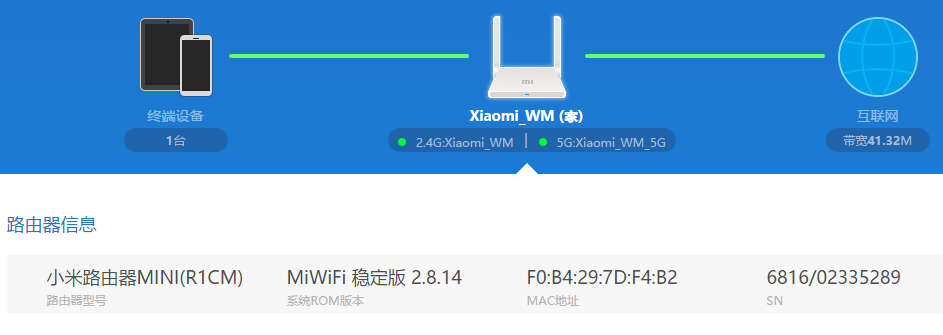 mi
终端设备
Xiaomi_WM (家)
互联网
1台
2.4G:Xiaomi_WM | 5G:Xiaomi_WM_5G
带宽41.32M
路由器信息
小米路由器MINI(R1CM)
MiWiFi 稳定版 2.8.14
F0:B4:29:7D:F4:B2
6816/02335289
路由器型号
系统ROM版本
MAC地址
SN